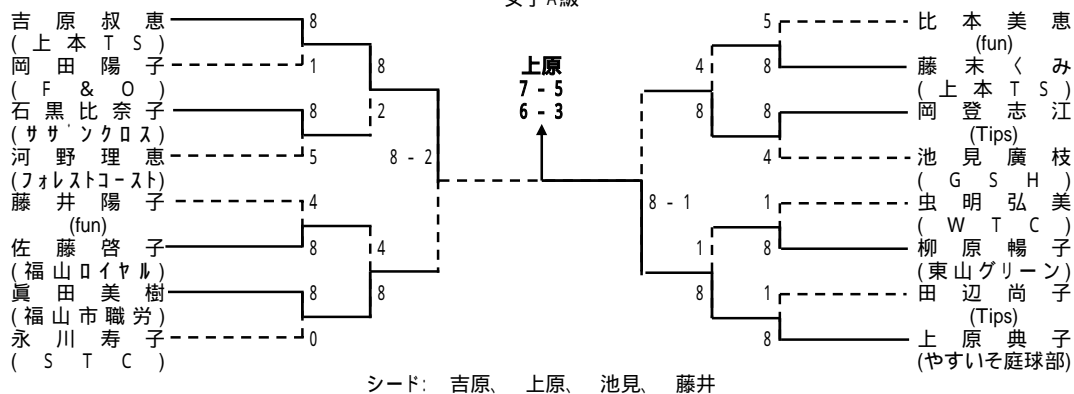 女子A級
吉原叔恵
(上本TS)
8
岡田陽子
(F&O)
1
8
石黒比奈子
(ササ゛ンクロス)
8
2
河野理恵
(フォレストコースト)
5
8-2
藤井陽子
(fun)
4
佐藤啓子
(福山ロイヤル)
8
4
眞田美樹
(福山市職労)
8
8
永川寿子
(STC)
0
上原
7-5
6-3
5
比本美恵
(fun)
4
8
藤末くみ
(上本TS)
8
8
岡登志江
(Tips)
4
池見廣枝
(GSH)
8-1
1
虫明弘美
(WTC)
1
8
柳原暢子
(東山グリーン)
8
1
田辺尚子
(Tips)
8
上原典子
(やすいそ庭球部)
シード: 吉原、 上原、 池見、 藤井